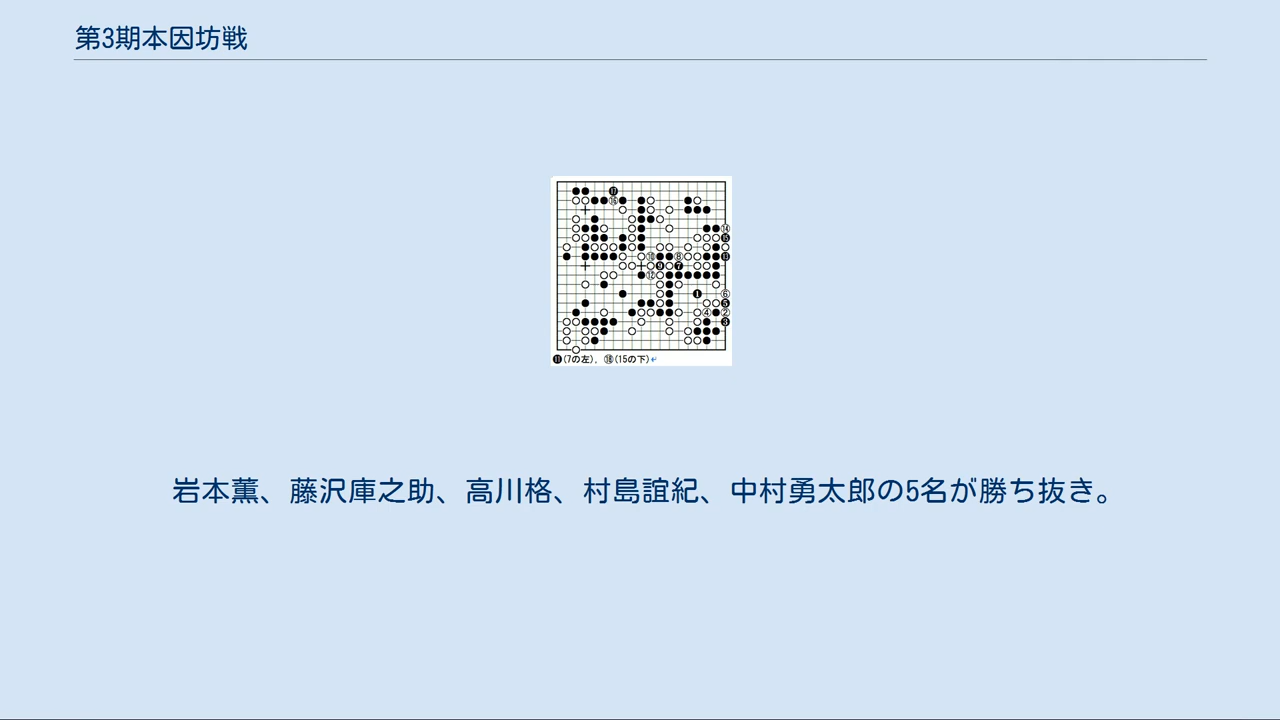 第3期本因坊戦
⓫(7の左), ⑱(15の下)↵
岩本薫、藤沢庫之助、高川格、村島誼紀、中村勇太郎の5名が勝ち抜き。